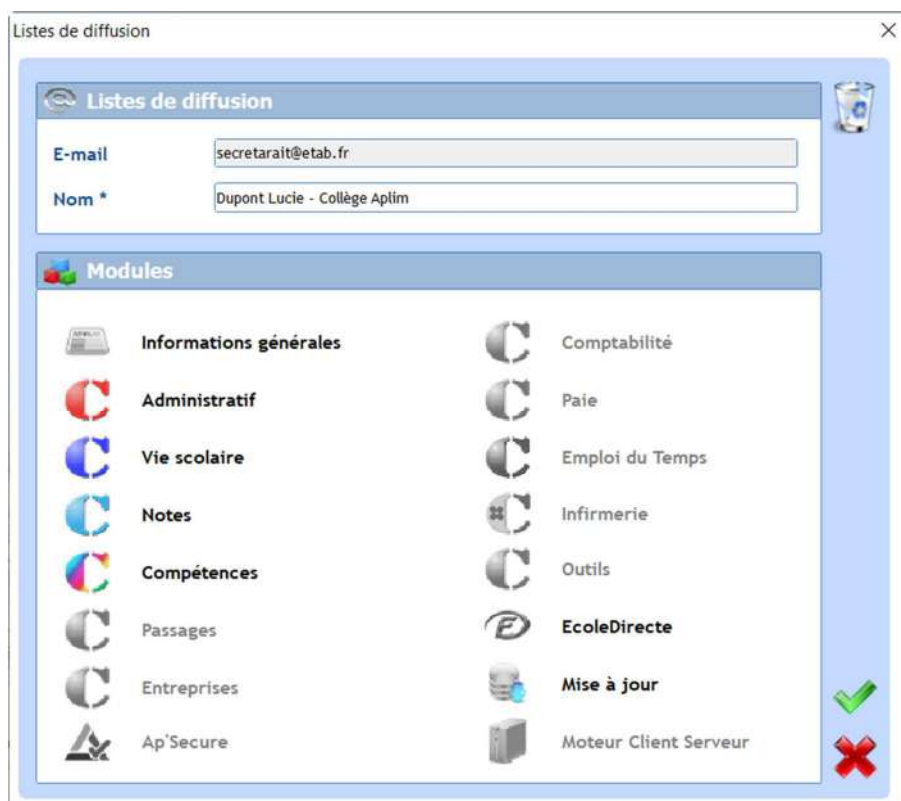 Listes de diffusion
Listes de diffusion
E-mail
secretarait@etab.fr
Nom *
Dupont Lucie - Collège Aplim
Modules
Informations générales
Comptabilité
Administratif
Paie
Vie scolaire
Emploi du Temps
Notes
Infirmerie
Compétences
Outils
Passages
EcoleDirecte
Entreprises
Mise à jour
Ap'Secure
Moteur Client Serveur